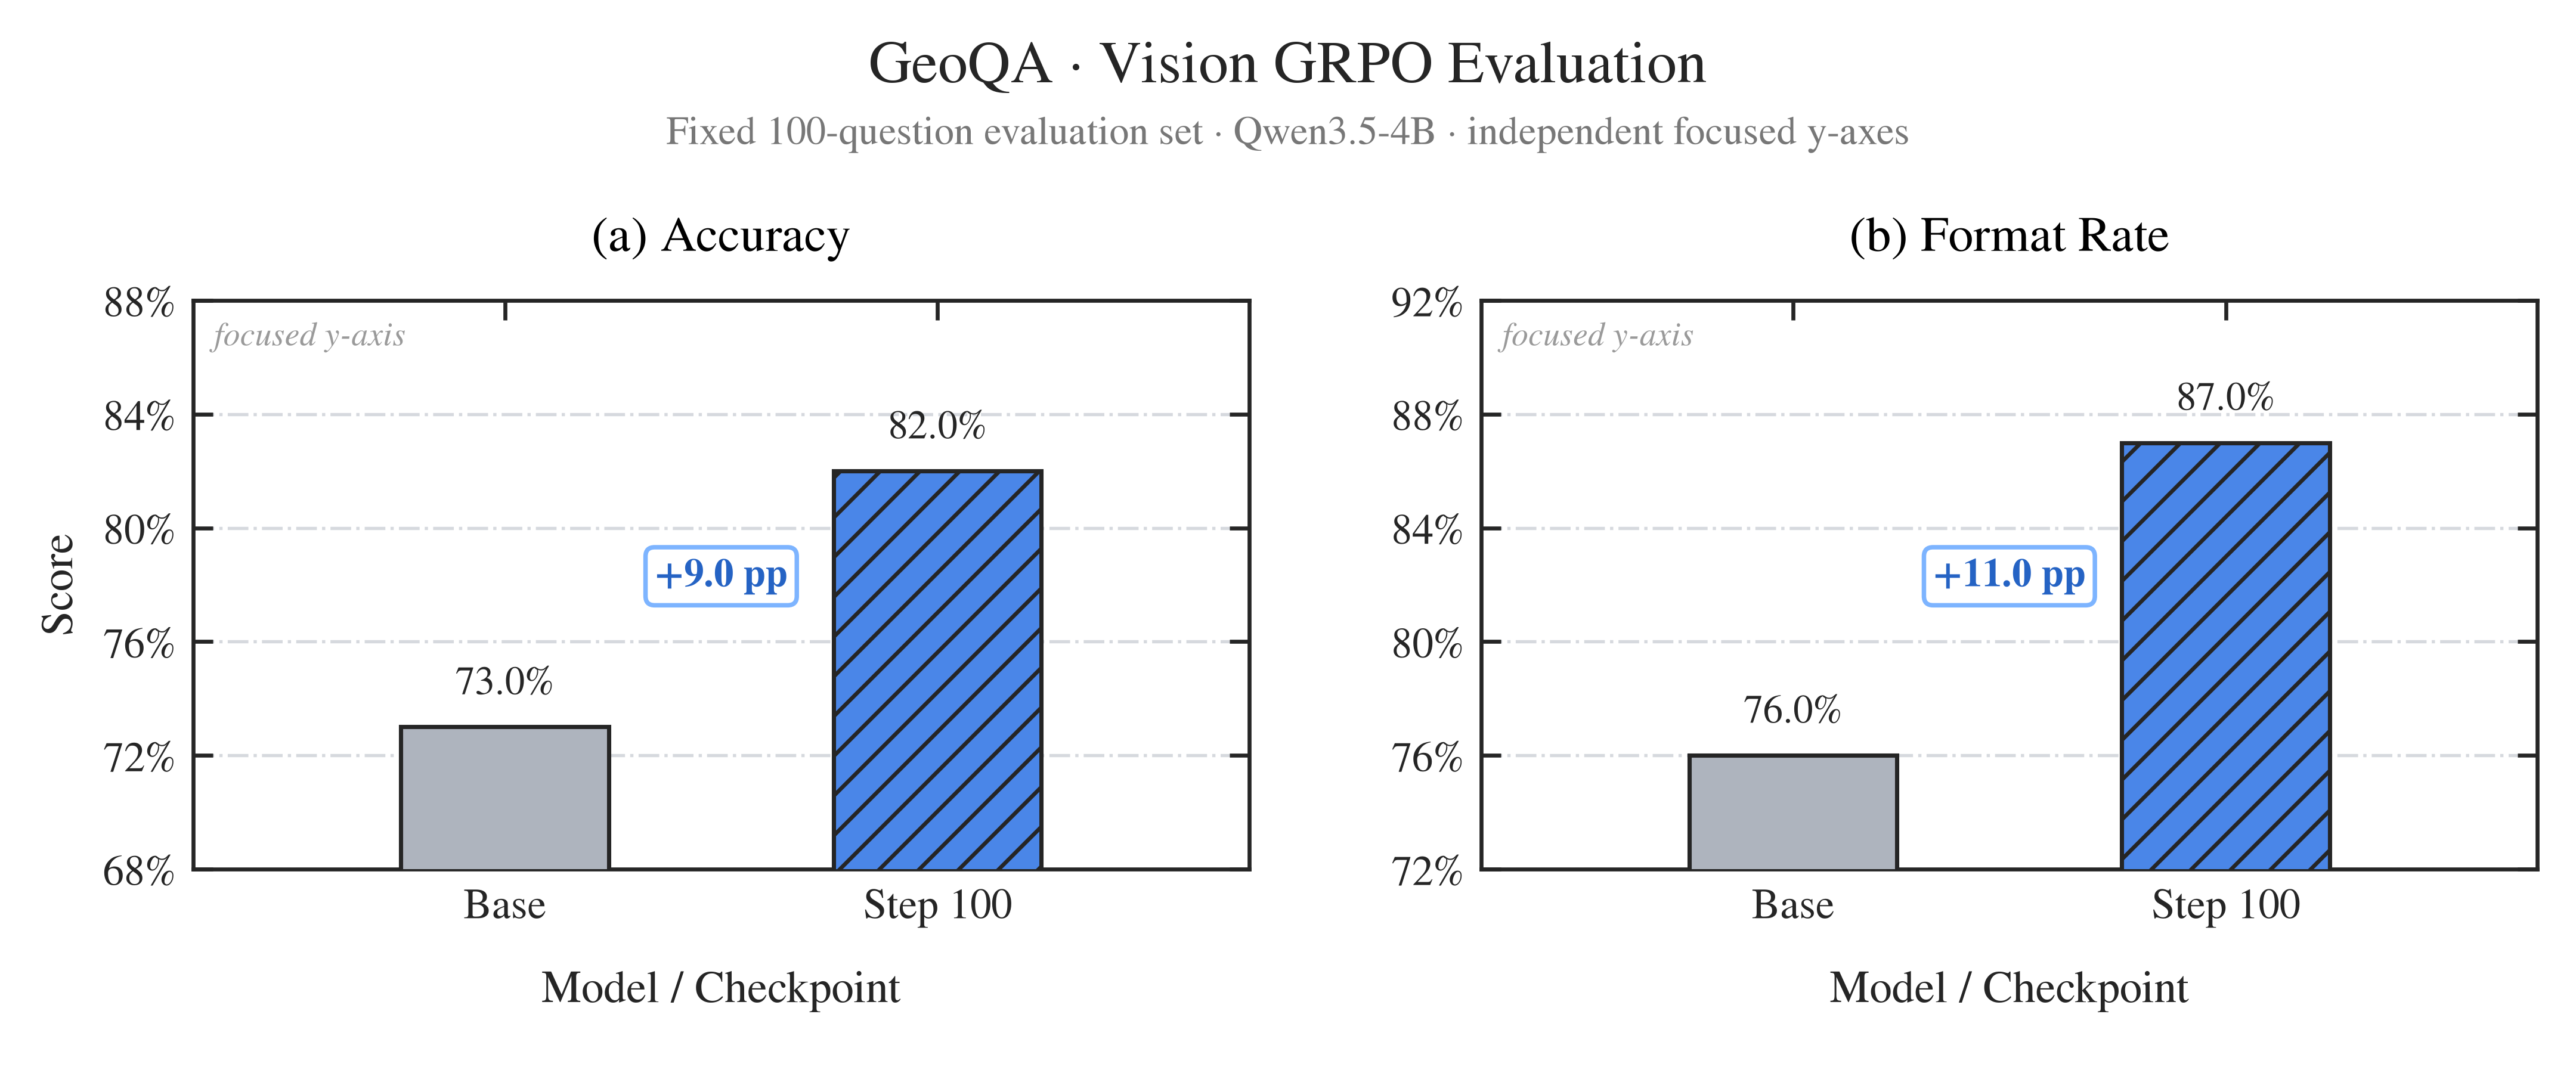 GeoQA · Vision GRPO Evaluation
Fixed 100-question evaluation set · Qwen3.5-4B · independent focused y-axes
(a) Accuracy
88%
focused y-axis
84%
82.0%
80%
+9.0 pp
Score
76%
73.0%
72%
68%
Base
Step 100
Model / Checkpoint
(b) Format Rate
92%
focused y-axis
87.0%
88%
84%
+11.0 pp
80%
76.0%
76%
72%
Base
Step 100
Model / Checkpoint